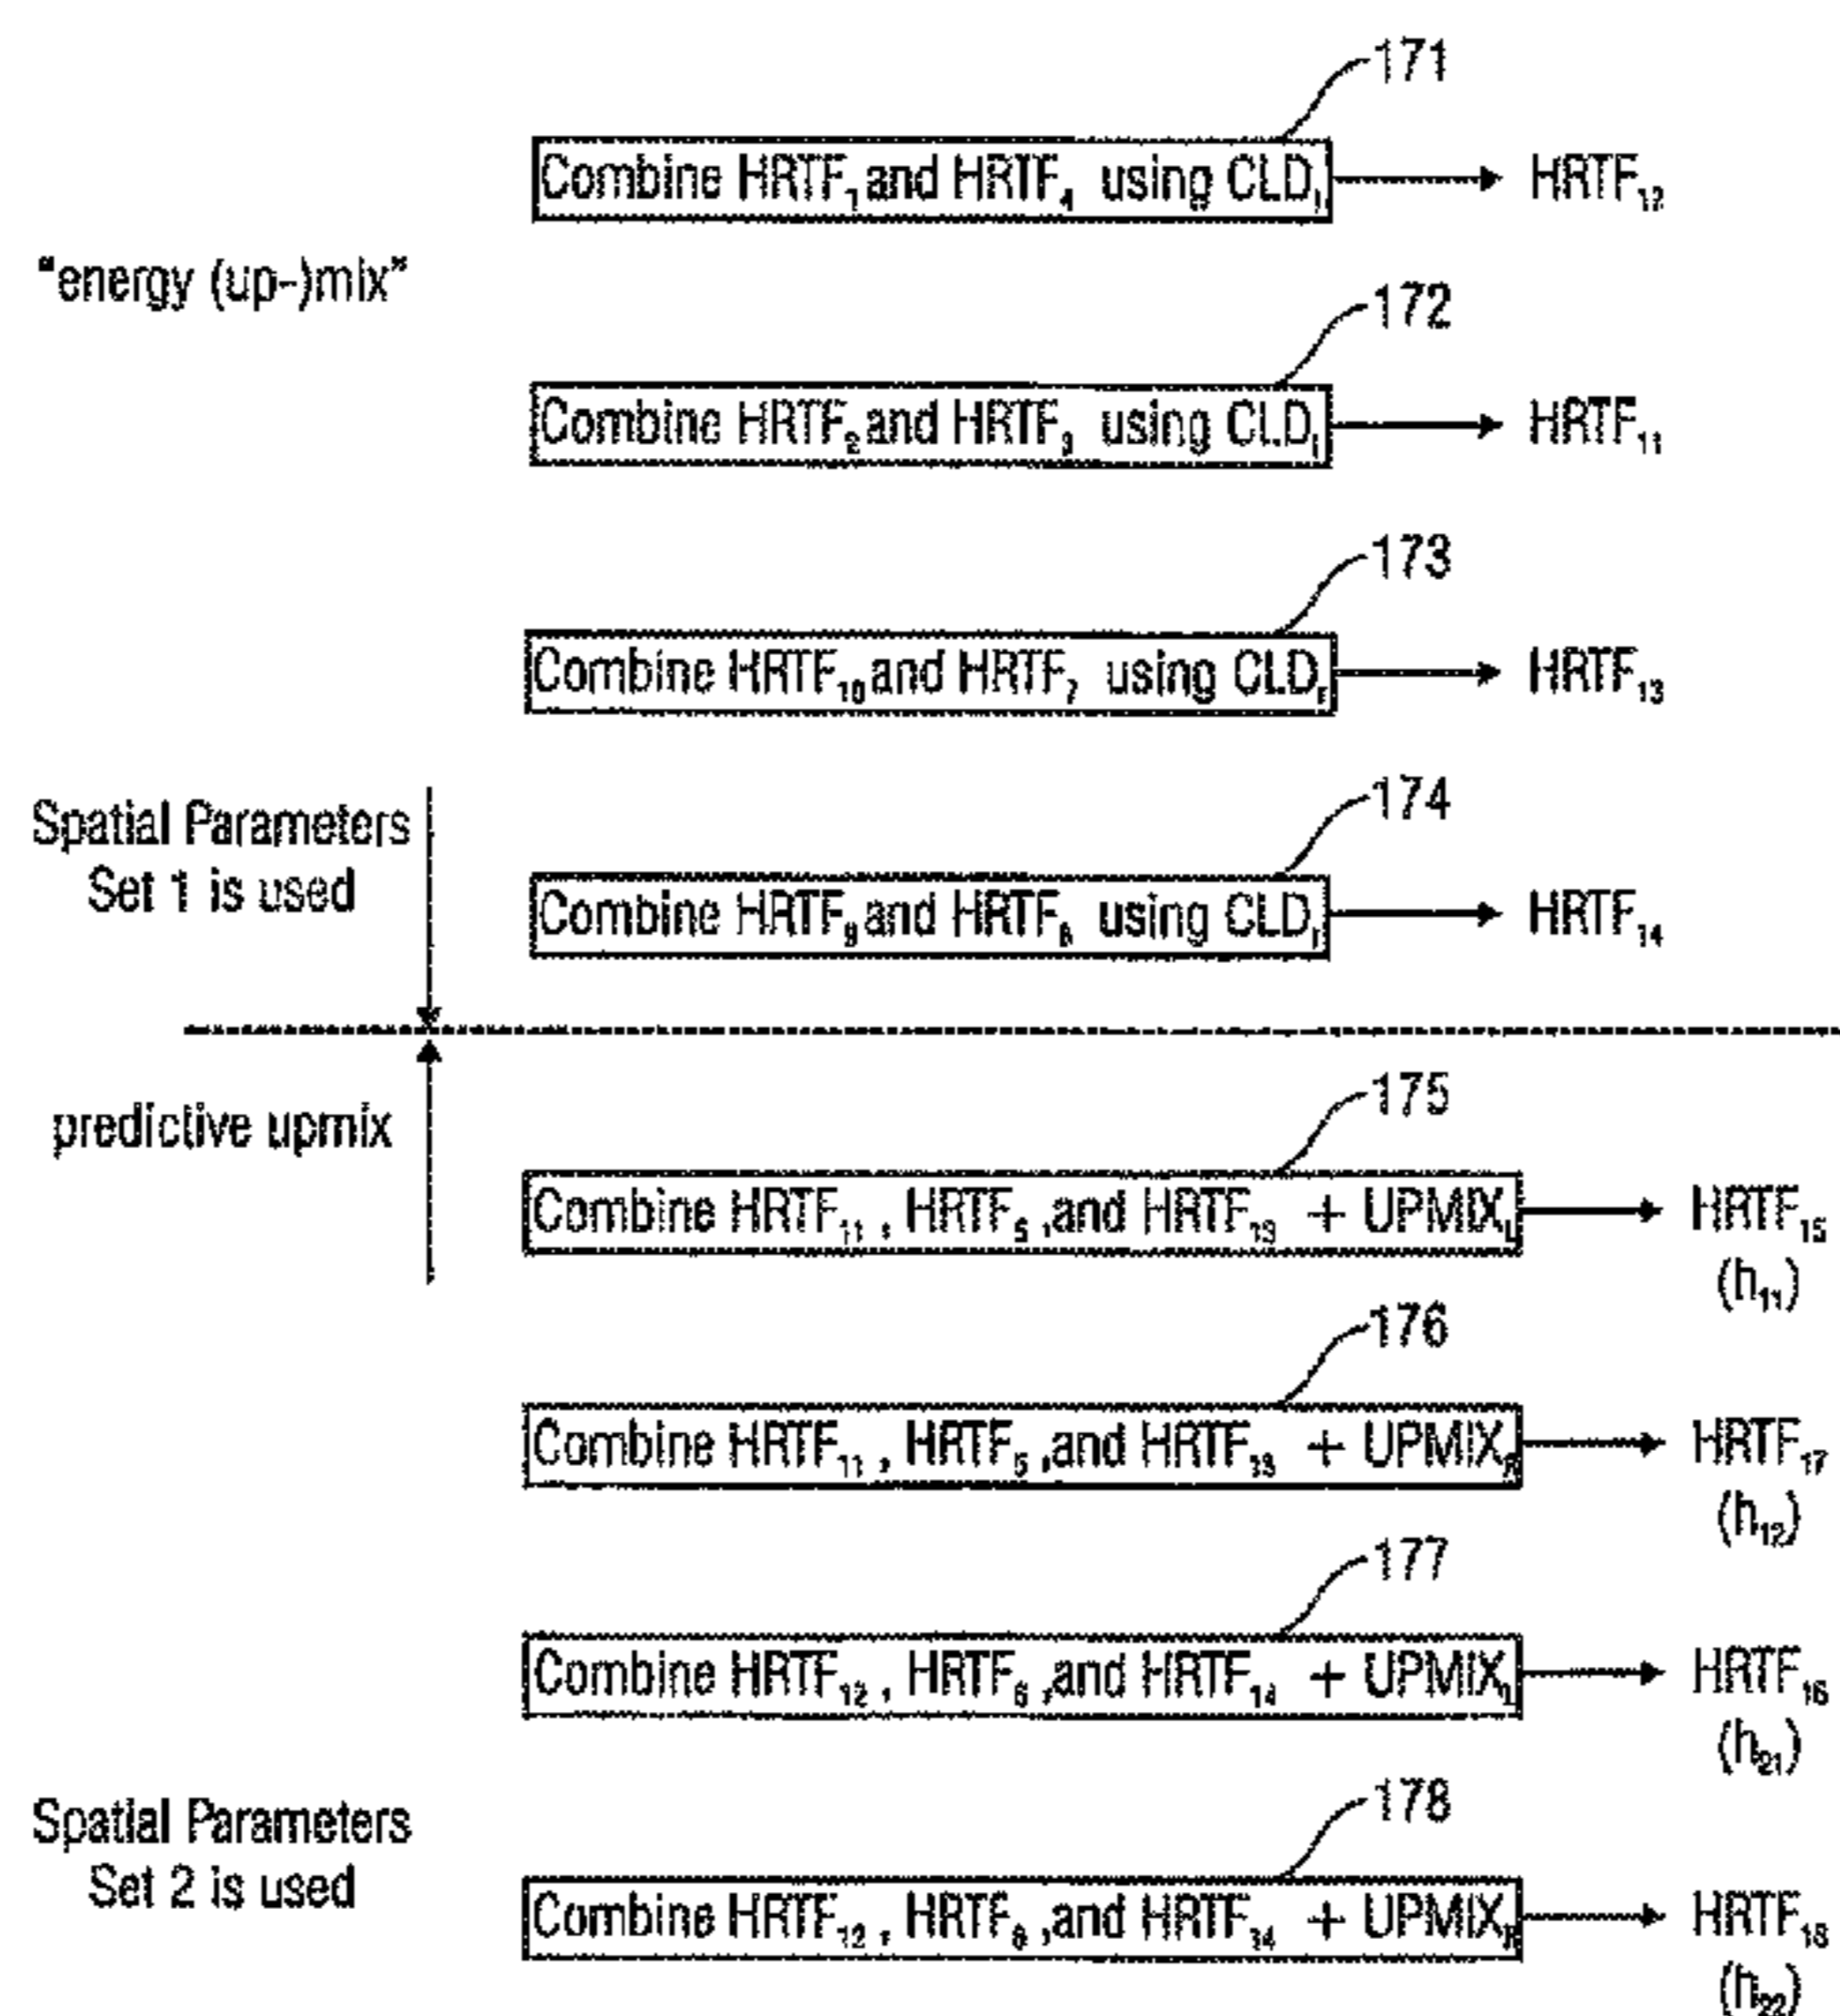 171
Combine HRTF₁ and HRTF₄ using CLDₗ
HRTF₁₂
"energy (up-)mix"
172
Combine HRTF₂ and HRTF₃ using CLDₗ
HRTF₁₁
173
Combine HRTF₁₀ and HRTF₇ using CLDᵣ
HRTF₁₃
Spatial Parameters
Set 1 is used
174
Combine HRTF₉ and HRTF₈ using CLDᵣ
HRTF₁₄
predictive upmix
175
Combine HRTF₁₁, HRTF₅, and HRTF₁₃ + UPMIX_L
HRTF₁₅
(h₁₁)
176
Combine HRTF₁₁, HRTF₅, and HRTF₁₃ + UPMIX_R
HRTF₁₇
(h₁₂)
177
Combine HRTF₁₂, HRTF₆, and HRTF₁₄ + UPMIX_L
HRTF₁₆
(h₂₁)
Spatial Parameters
Set 2 is used
178
Combine HRTF₁₂, HRTF₆, and HRTF₁₄ + UPMIX_R
HRTF₁₈
(h₂₂)